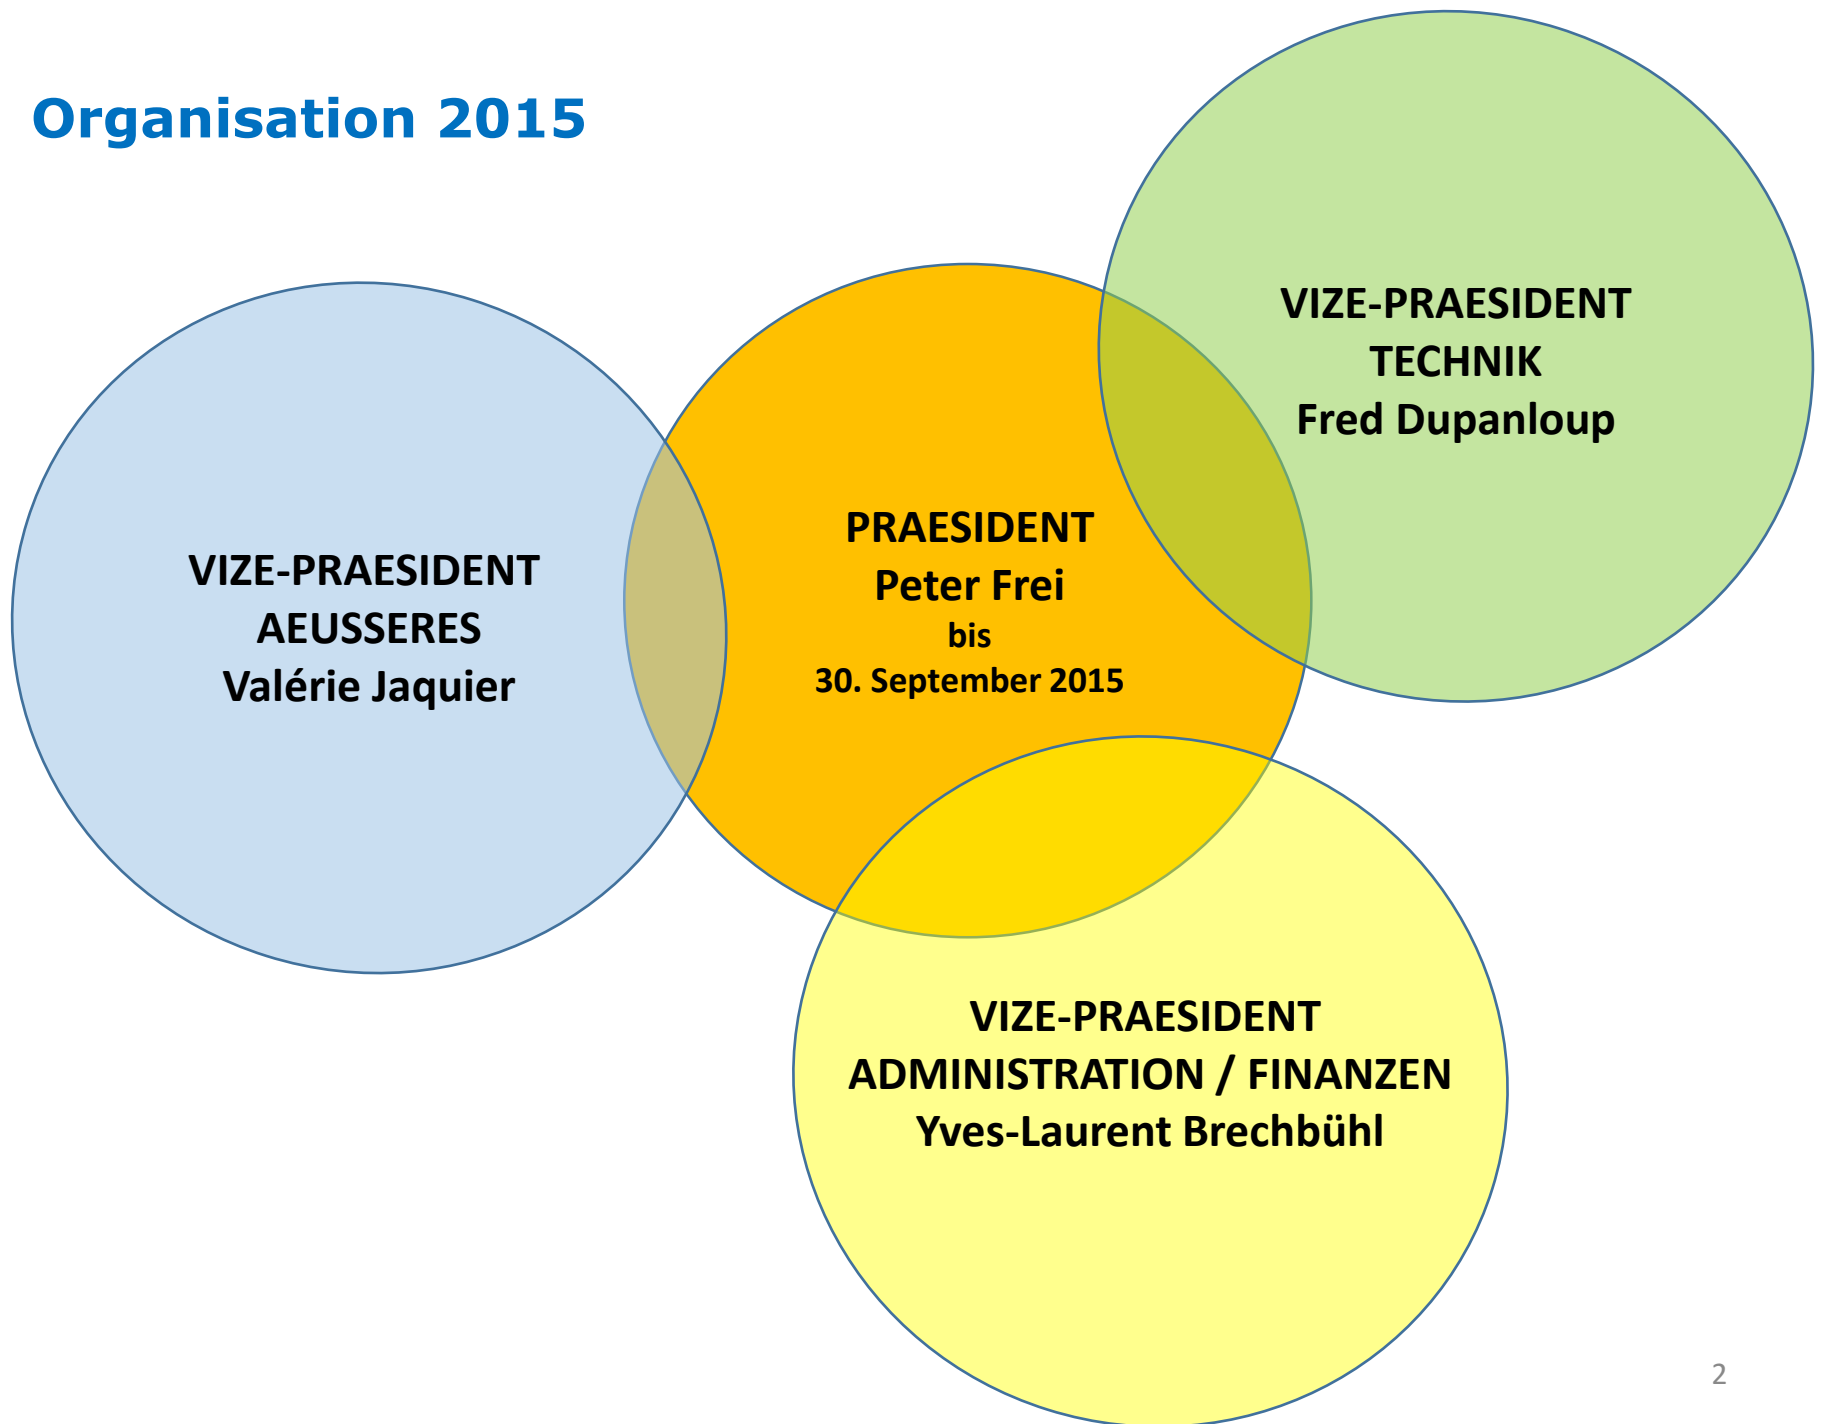 Organisation 2015
VIZE-PRAESIDENT
TECHNIK
Fred Dupanloup
PRAESIDENT
Peter Frei
bis
30. September 2015
VIZE-PRAESIDENT
AEUSSERES
Valérie Jaquier
VIZE-PRAESIDENT
ADMINISTRATION / FINANZEN
Yves-Laurent Brechbühl
2